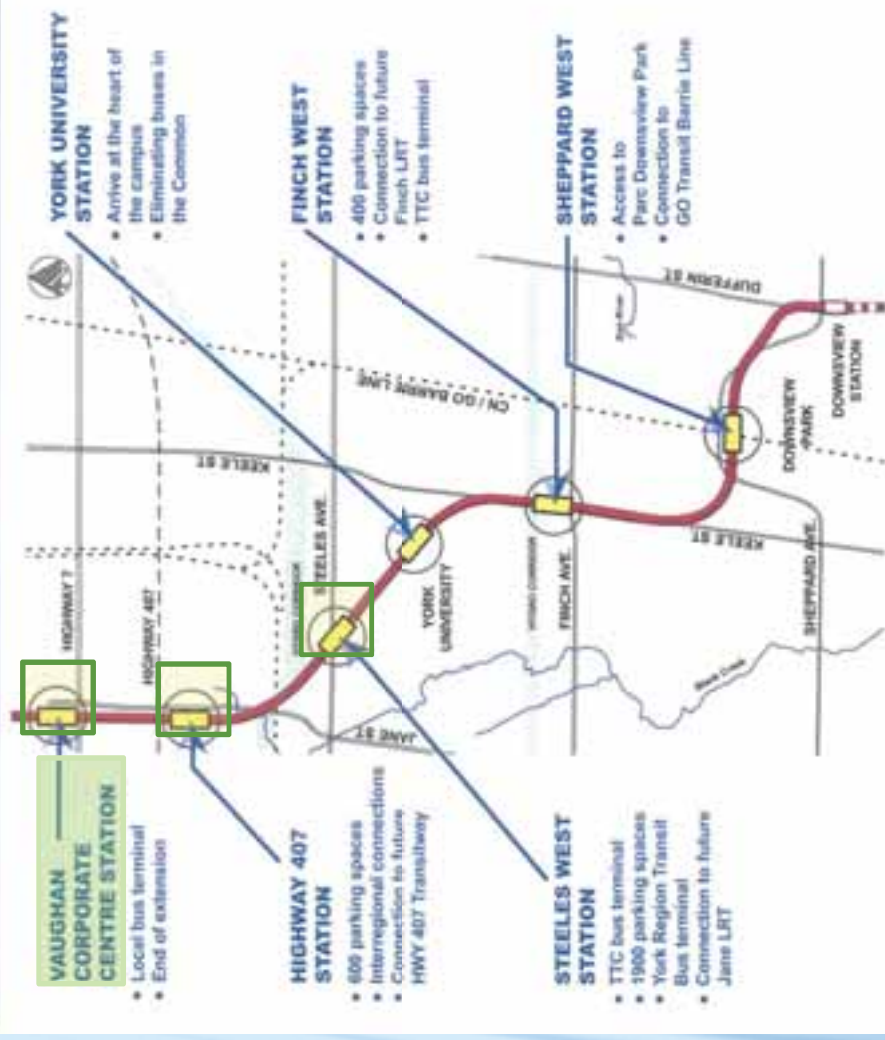 YORK UNIVERSITY
STATION
• Arrive at the heart of
the campus
• Eliminating buses in
the Common
FINCH WEST
STATION
• 400 parking spaces
• Connection to future
Finch LRT
• TTC bus terminal
SHEPPARD WEST
STATION
• Access to
Parc Downsview Park
• Connection to
GO Transit Barrie Line
HIGHWAY 7
HIGHWAY 407
KEELE ST.
CN / GO BARRIE LINE
DUFFERIN ST.
STEELES AVE.
YORK
UNIVERSITY
HYDRO CORRIDOR
FINCH AVE.
KEELE ST.
DOWNSVIEW
PARK
DOWNSVIEW
STATION
SHEPPARD AVE.
JANE ST.
Black Creek
VAUGHAN
CORPORATE
CENTRE STATION
• Local bus terminal
• End of extension
HIGHWAY 407
STATION
• 600 parking spaces
• Interregional connections
• Connection to future
HWY 407 Transitway
STEELES WEST
STATION
• TTC bus terminal
• 1900 parking spaces
• York Region Transit
Bus terminal
• Connection to future
Jane LRT